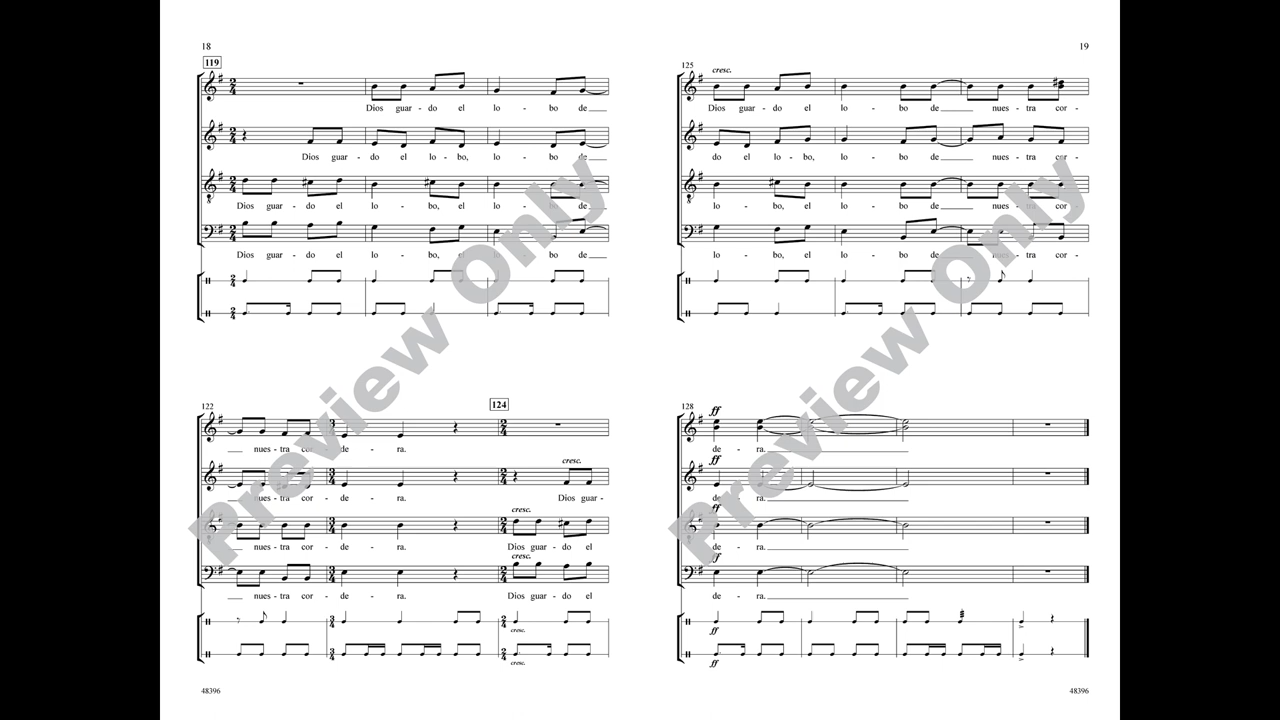 18
119
Dios guar - do el lo - bo de
Dios guar - do el lo - bo, lo - bo de
Dios guar - do el lo - bo, el lo - bo de
Dios guar - do el lo - bo, el lo - bo de
122
124
nues - tra cor - de - ra.
cresc.
nues - tra cor - de - ra. Dios guar -
cresc.
nues - tra cor - de - ra. Dios guar - do el
cresc.
nues - tra cor - de - ra. Dios guar - do el
cresc.
cresc.
48396
19
125
cresc.
Dios guar - do el lo - bo de nues - tra cor -
do el lo - bo, lo - bo de nues - tra cor -
lo - bo, el lo - bo de nues - tra cor -
lo - bo, el lo - bo de nues - tra cor -
128
ff
de - ra.
ff
de - ra.
ff
de - ra.
ff
de - ra.
ff
ff
48396
Preview Only
Preview Only